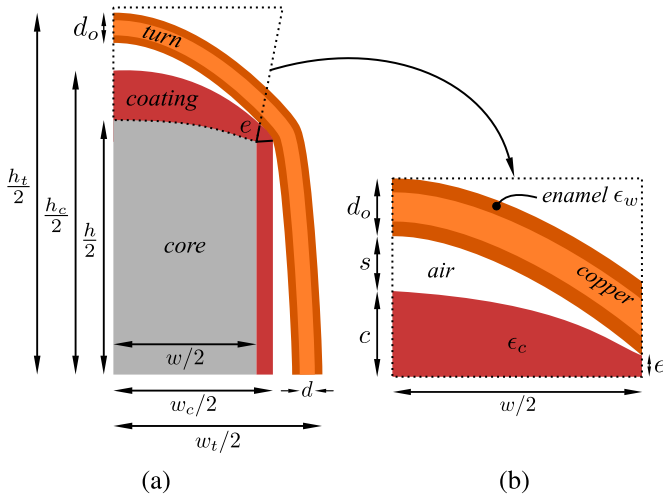 d_o
turn
coating
e
h_t/2
h_c/2
h/2
core
w/2
w_c/2
d
w_t/2
(a)
enamel ϵ_w
d_o
copper
s
air
c
ϵ_c
e
w/2
(b)